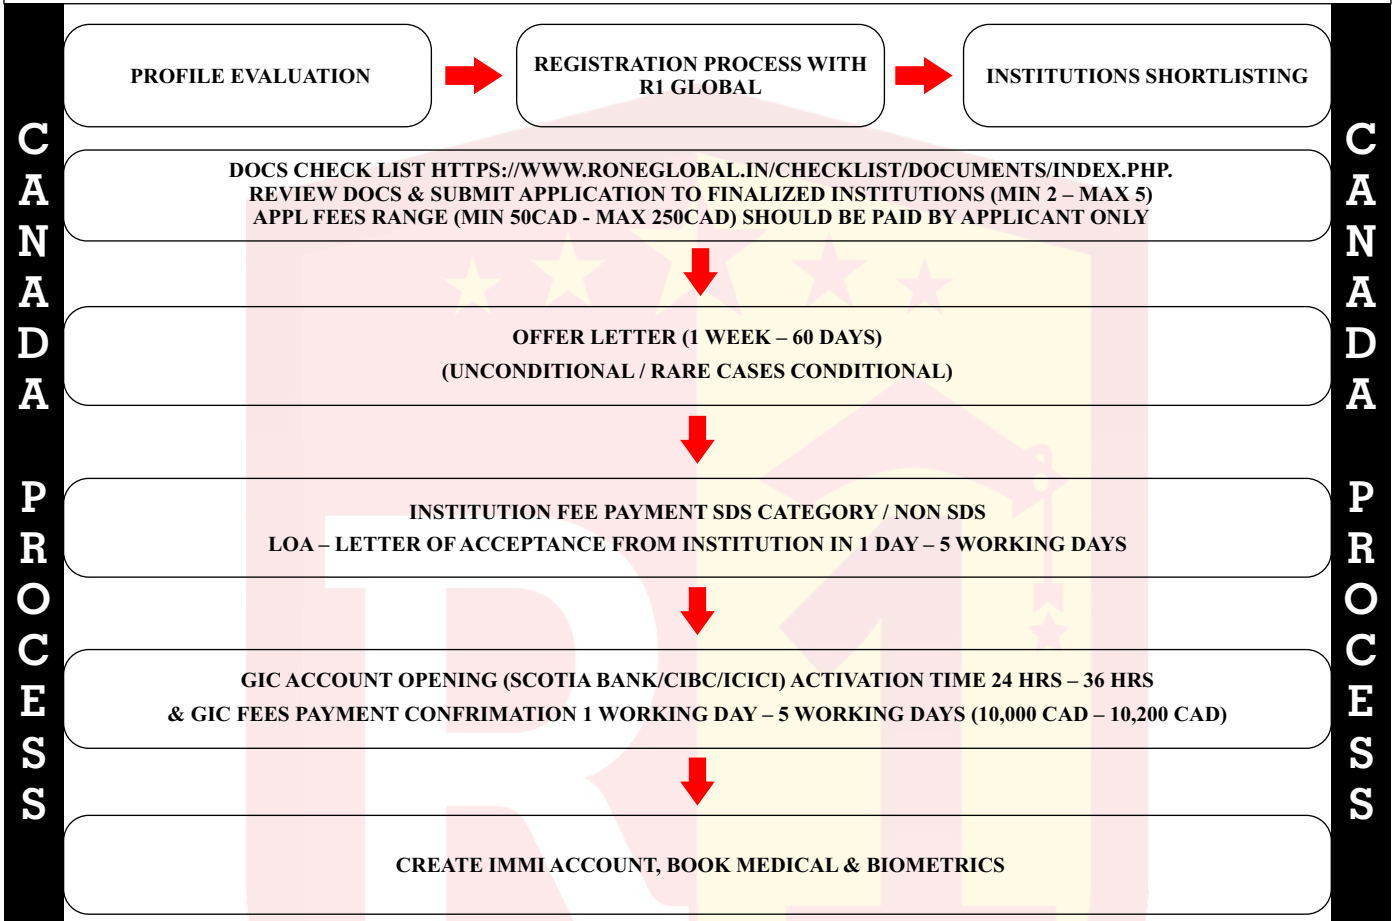 PROFILE EVALUATION
REGISTRATION PROCESS WITH
R1 GLOBAL
INSTITUTIONS SHORTLISTING
DOCS CHECK LIST HTTPS://WWW.RONEGLOBAL.IN/CHECKLIST/DOCUMENTS/INDEX.PHP.
REVIEW DOCS & SUBMIT APPLICATION TO FINALIZED INSTITUTIONS (MIN 2 – MAX 5)
APPL FEES RANGE (MIN 50CAD - MAX 250CAD) SHOULD BE PAID BY APPLICANT ONLY
OFFER LETTER (1 WEEK – 60 DAYS)
(UNCONDITIONAL / RARE CASES CONDITIONAL)
INSTITUTION FEE PAYMENT SDS CATEGORY / NON SDS
LOA – LETTER OF ACCEPTANCE FROM INSTITUTION IN 1 DAY – 5 WORKING DAYS
GIC ACCOUNT OPENING (SCOTIA BANK/CIBC/ICICI) ACTIVATION TIME 24 HRS – 36 HRS
& GIC FEES PAYMENT CONFRIMATION 1 WORKING DAY – 5 WORKING DAYS (10,000 CAD – 10,200 CAD)
CREATE IMMI ACCOUNT, BOOK MEDICAL & BIOMETRICS
CANADA PROCESS
CANADA PROCESS
R1